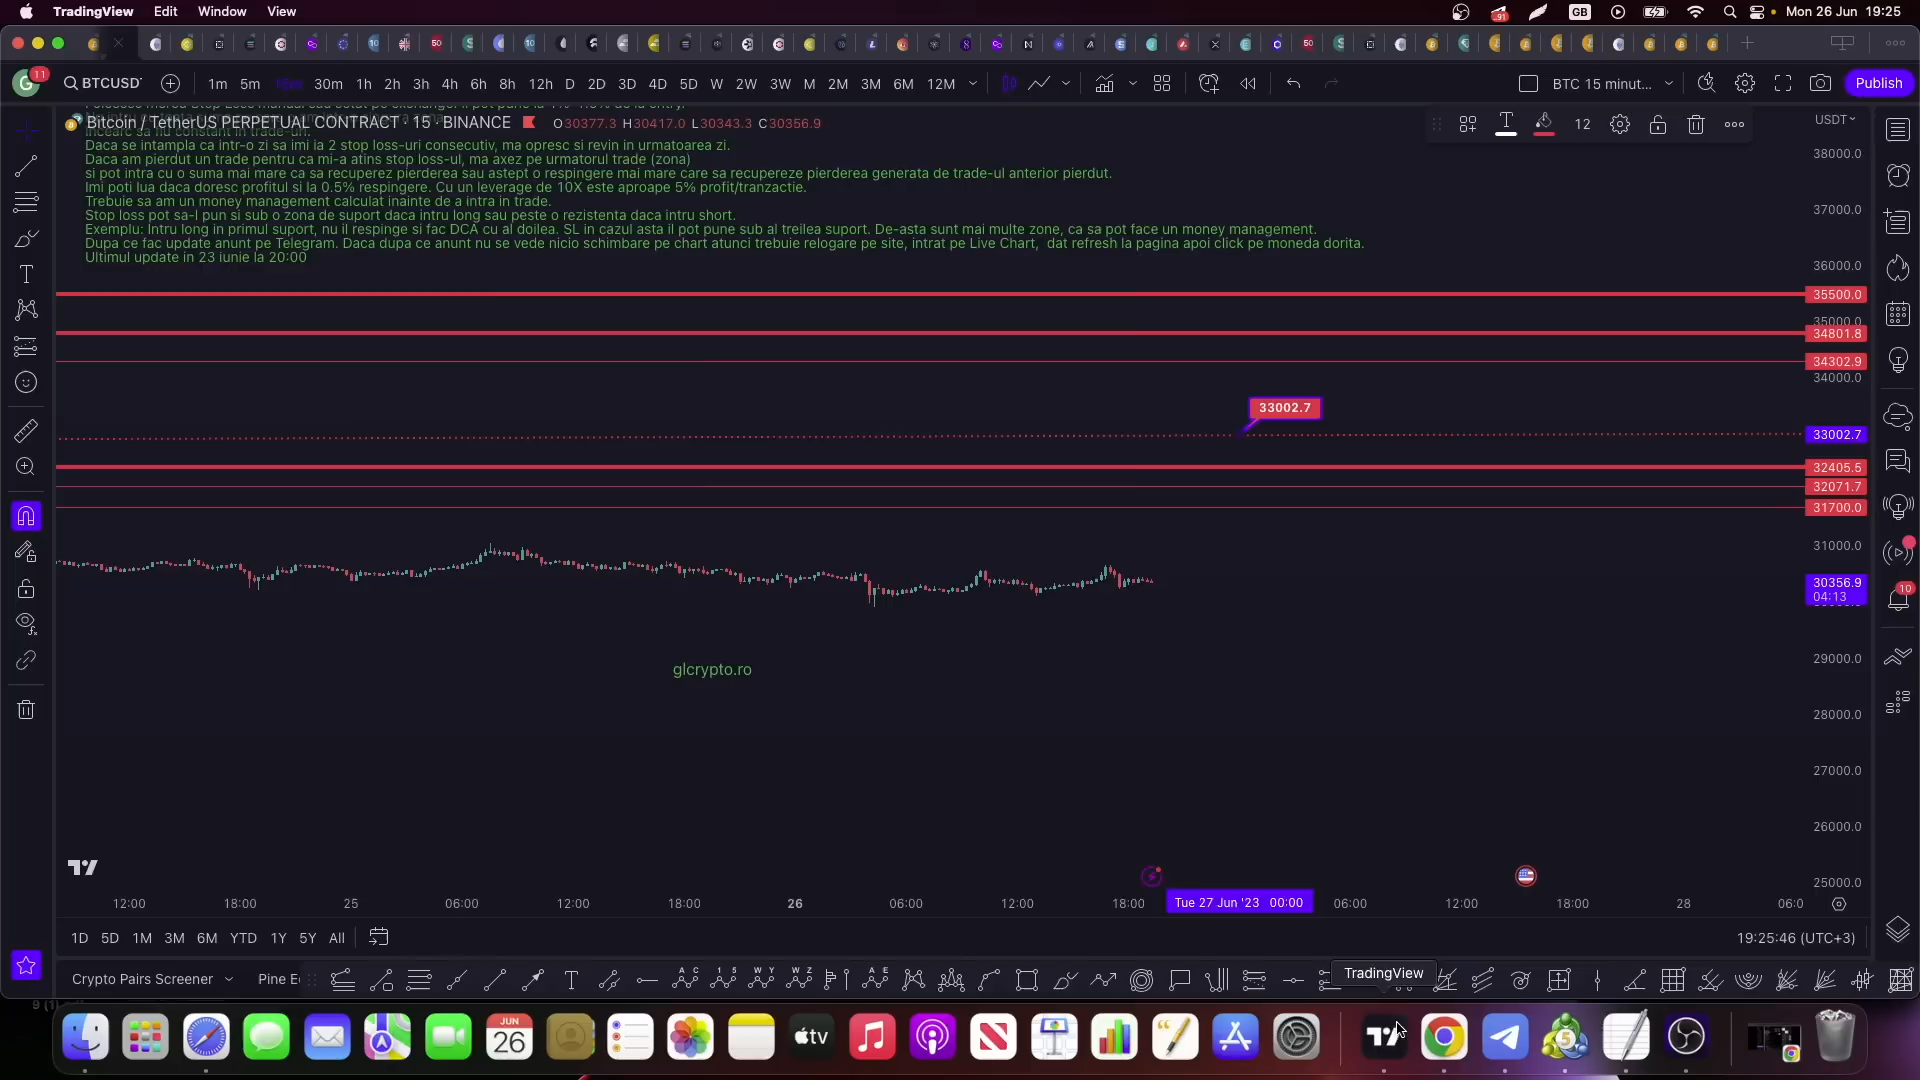 TradingView Edit Window View
91 GB Mon 26 Jun 19:25
G 11 BTCUSDT 1m 5m 15m 30m 1h 2h 3h 4h 6h 8h 12h D 2D 3D 4D 5D W 2W 3W M 2M 3M 6M 12M BTC 15 minut... Publish
Bitcoin / TetherUS PERPETUAL CONTRACT · 15 · BINANCE O30377.3 H30417.0 L30343.3 C30356.9
12
USDT
Incearc sa fiu constant in trade-uri.
Daca se intampla ca intr-o zi sa imi ia 2 stop loss-uri consecutiv, ma opresc si revin in urmatoarea zi.
Daca am pierdut un trade pentru ca mi-a atins stop loss-ul, ma axez pe urmatorul trade (zona)
si pot intra cu o suma mai mare ca sa recuperez pierderea sau astept o respingere mai mare care sa recupereze pierderea generata de trade-ul anterior pierdut.
Imi poti lua daca doresc profitul si la 0.5% respingere. Cu un leverage de 10X este aproape 5% profit/tranzactie.
Trebuie sa am un money management calculat inainte de a intra in trade.
Stop loss pot sa-l pun si sub o zona de suport daca intru long sau peste o rezistenta daca intru short.
Exemplu: Intru long in primul suport, nu il respinge si fac DCA cu al doilea. SL in cazul asta il pot pune sub al treilea suport. De-asta sunt mai multe zone, ca sa pot face un money management.
Dupa ce fac update anunt pe Telegram. Daca dupa ce anunt nu se vede nicio schimbare pe chart atunci trebuie relogare pe site, intrat pe Live Chart, dat refresh la pagina apoi click pe moneda dorita.
Ultimul update in 23 iunie la 20:00
38000.0
37000.0
36000.0
35500.0
35000.0
34801.8
34302.9
34000.0
33002.7
33002.7
32405.5
32071.7
31700.0
31000.0
30356.9
04:13
10
glcrypto.ro
29000.0
28000.0
27000.0
26000.0
25000.0
12:00 18:00 25 06:00 12:00 18:00 26 06:00 12:00 18:00 Tue 27 Jun '23 00:00 06:00 12:00 18:00 28 06:0
1D 5D 1M 3M 6M YTD 1Y 5Y All 19:25:46 (UTC+3)
Crypto Pairs Screener Pine E
TradingView
JUN
26
tv